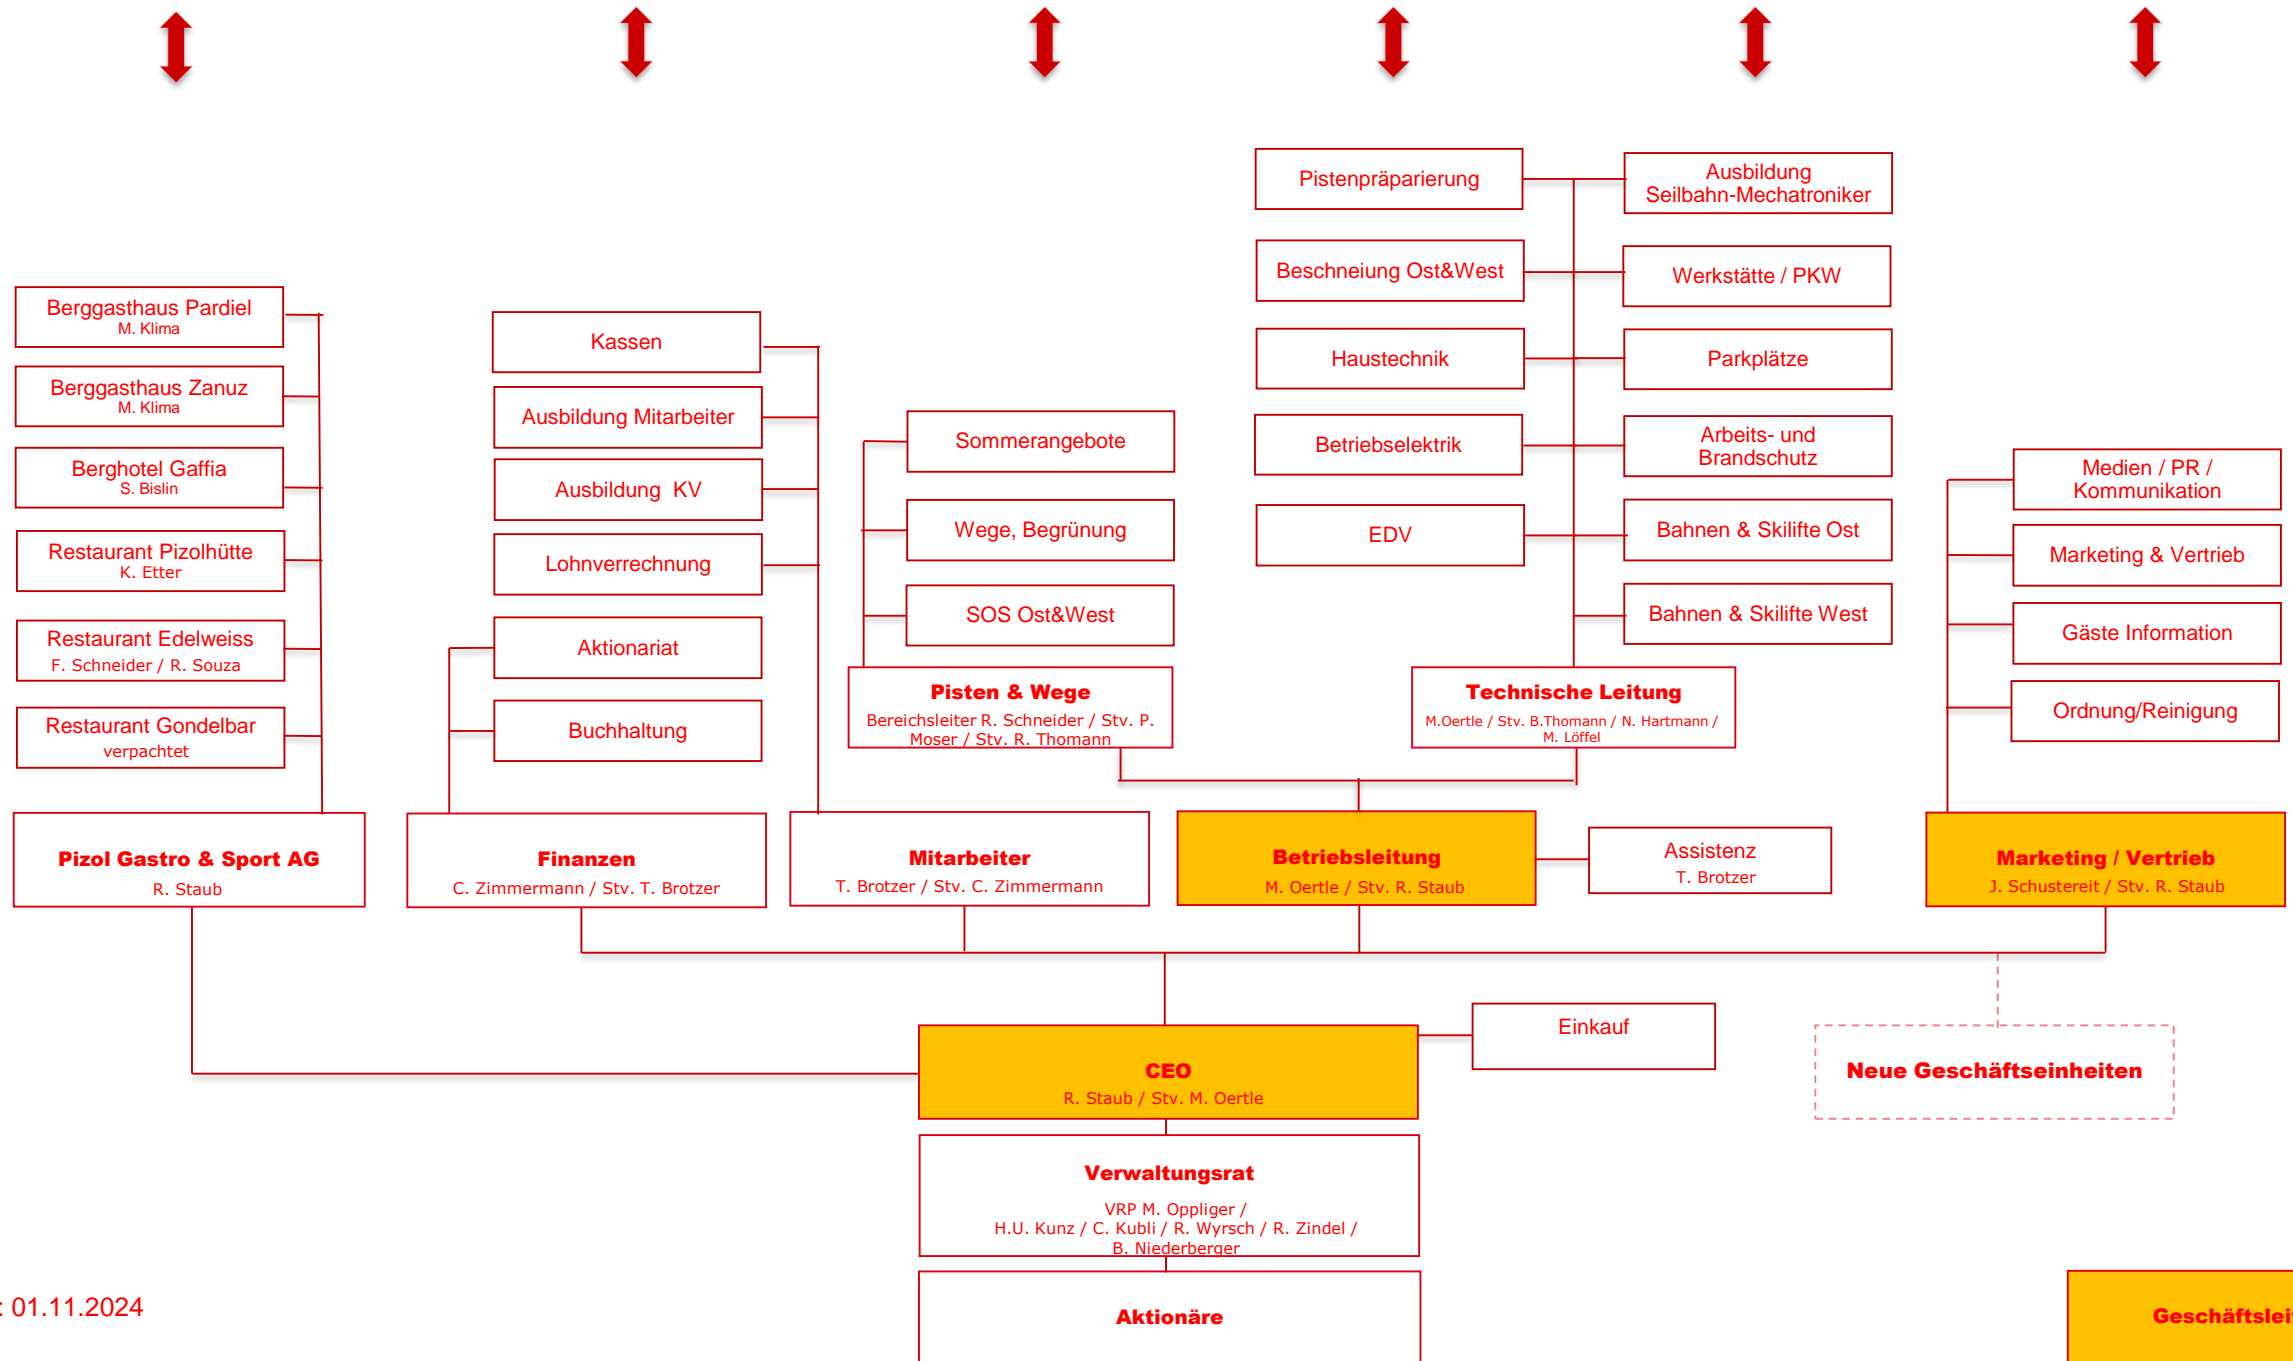 Pistenpräparierung
Ausbildung
Seilbahn-Mechatroniker
Beschneiung Ost&West
Werkstätte / PKW
Berggasthaus Pardiel
M. Klima
Kassen
Haustechnik
Parkplätze
Berggasthaus Zanuz
M. Klima
Ausbildung Mitarbeiter
Sommerangebote
Betriebselektrik
Arbeits- und
Brandschutz
Berghotel Gaffia
S. Bislin
Ausbildung KV
Medien / PR /
Kommunikation
Wege, Begrünung
EDV
Bahnen & Skilifte Ost
Restaurant Pizolhütte
K. Etter
Lohnverrechnung
Marketing & Vertrieb
SOS Ost&West
Bahnen & Skilifte West
Restaurant Edelweiss
F. Schneider / R. Souza
Aktionariat
Gäste Information
Pisten & Wege
Bereichsleiter R. Schneider / Stv. P.
Moser / Stv. R. Thomann
Technische Leitung
M.Oertle / Stv. B.Thomann / N. Hartmann /
M. Löffel
Restaurant Gondelbar
verpachtet
Buchhaltung
Ordnung/Reinigung
Pizol Gastro & Sport AG
R. Staub
Finanzen
C. Zimmermann / Stv. T. Brotzer
Mitarbeiter
T. Brotzer / Stv. C. Zimmermann
Betriebsleitung
M. Oertle / Stv. R. Staub
Assistenz
T. Brotzer
Marketing / Vertrieb
J. Schustereit / Stv. R. Staub
Einkauf
CEO
R. Staub / Stv. M. Oertle
Neue Geschäftseinheiten
Verwaltungsrat
VRP M. Oppliger /
H.U. Kunz / C. Kubli / R. Wyrsch / R. Zindel /
B. Niederberger
: 01.11.2024
Aktionäre